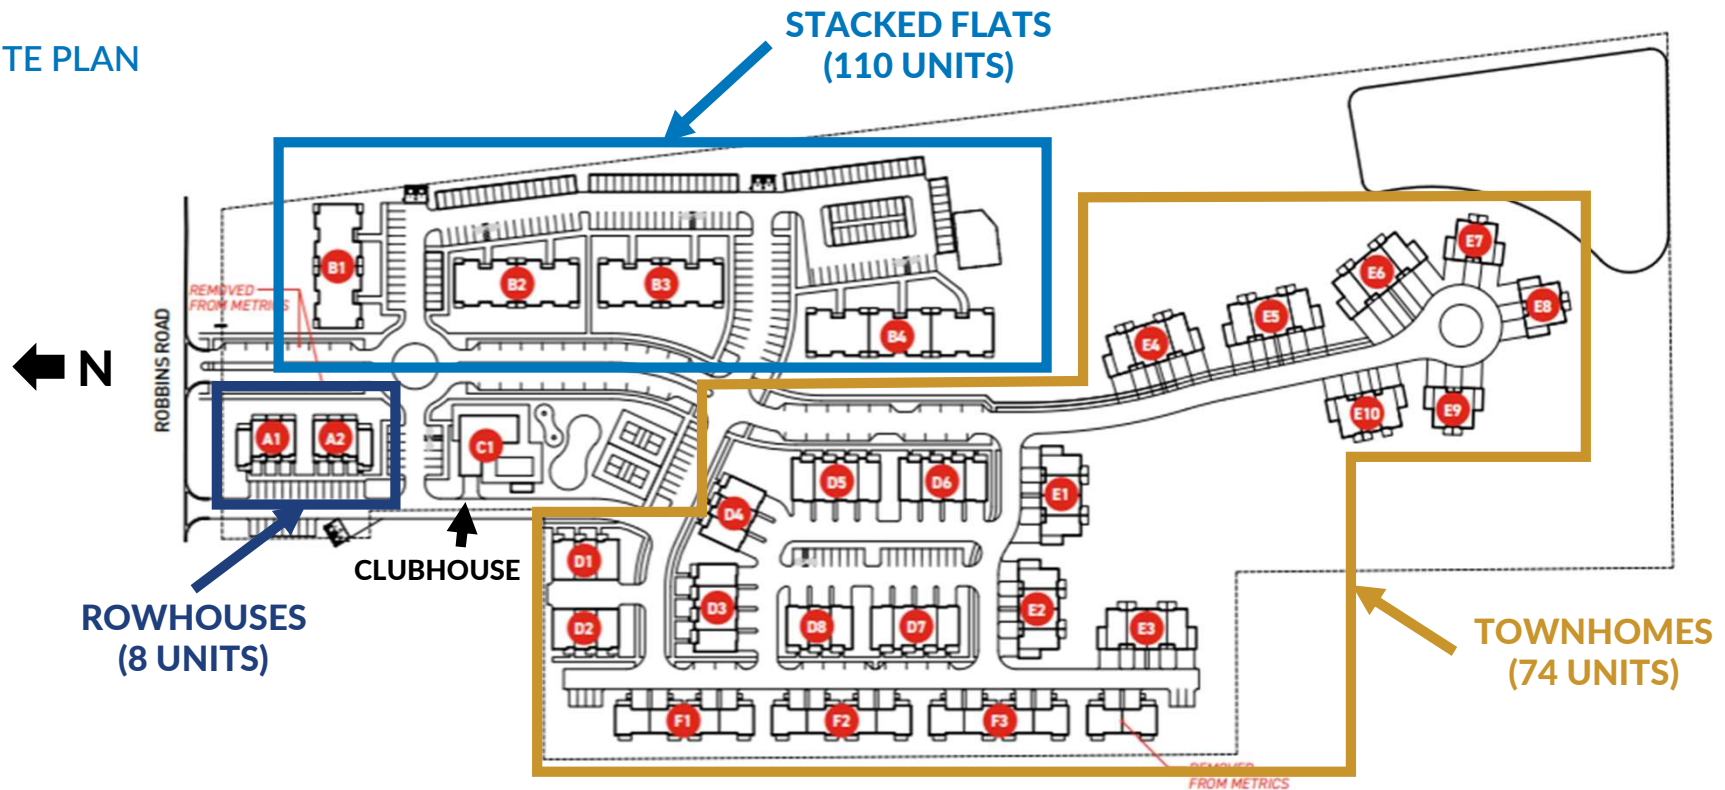 TE PLAN
STACKED FLATS
(110 UNITS)
E7
B1
E6
B2
B3
REMOVED
FROM METRICS
E8
E5
B4
E4
ROBBINS ROAD
N
E10
E9
A1
A2
C1
D5
D6
E1
D4
D1
CLUBHOUSE
D3
E2
ROWHOUSES
(8 UNITS)
D2
D8
D7
E3
TOWNHOMES
(74 UNITS)
F1
F2
F3
REMOVED
FROM METRICS